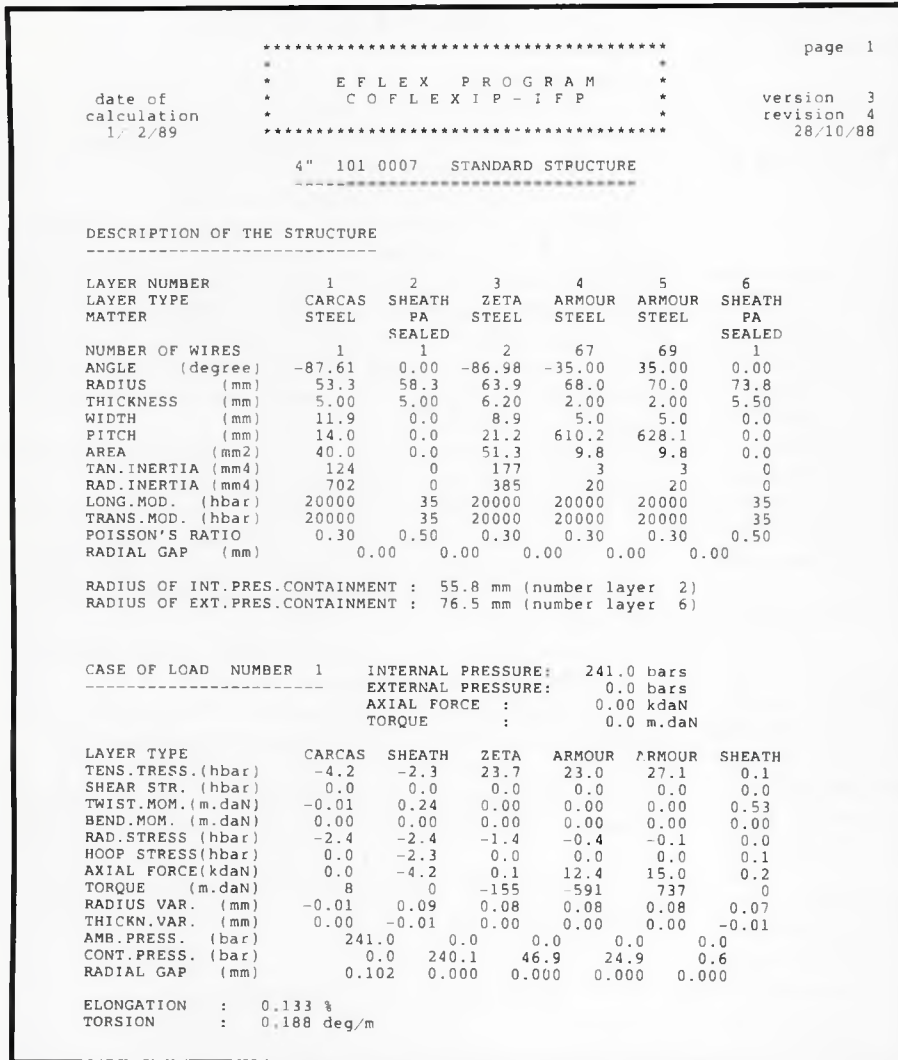 page 1
E F L E X P R O G R A M
date of C O F L E X I P - I F P version 3
calculation revision 4
1/ 2/89 28/10/88
4" 101 0007 STANDARD STRUCTURE
DESCRIPTION OF THE STRUCTURE
LAYER NUMBER 1 2 3 4 5 6
LAYER TYPE CARCAS SHEATH ZETA ARMOUR ARMOUR SHEATH
MATTER STEEL PA STEEL STEEL STEEL PA
SEALED SEALED
NUMBER OF WIRES 1 1 2 67 69 1
ANGLE (degree) -87.61 0.00 -86.98 -35.00 35.00 0.00
RADIUS (mm) 53.3 58.3 63.9 68.0 70.0 73.8
THICKNESS (mm) 5.00 5.00 6.20 2.00 2.00 5.50
WIDTH (mm) 11.9 0.0 8.9 5.0 5.0 0.0
PITCH (mm) 14.0 0.0 21.2 610.2 628.1 0.0
AREA (mm2) 40.0 0.0 51.3 9.8 9.8 0.0
TAN.INERTIA (mm4) 124 0 177 3 3 0
RAD.INERTIA (mm4) 702 0 385 20 20 0
LONG.MOD. (hbar) 20000 35 20000 20000 20000 35
TRANS.MOD. (hbar) 20000 35 20000 20000 20000 35
POISSON'S RATIO 0.30 0.50 0.30 0.30 0.30 0.50
RADIAL GAP (mm) 0.00 0.00 0.00 0.00 0.00
RADIUS OF INT.PRES.CONTAINMENT : 55.8 mm (number layer 2)
RADIUS OF EXT.PRES.CONTAINMENT : 76.5 mm (number layer 6)
CASE OF LOAD NUMBER 1 INTERNAL PRESSURE: 241.0 bars
EXTERNAL PRESSURE: 0.0 bars
AXIAL FORCE : 0.00 kdaN
TORQUE : 0.0 m.daN
LAYER TYPE CARCAS SHEATH ZETA ARMOUR ARMOUR SHEATH
TENS.TRESS.(hbar) -4.2 -2.3 23.7 23.0 27.1 0.1
SHEAR STR. (hbar) 0.0 0.0 0.0 0.0 0.0 0.0
TWIST.MOM.(m.daN) -0.01 0.24 0.00 0.00 0.00 0.53
BEND.MOM. (m.daN) 0.00 0.00 0.00 0.00 0.00 0.00
RAD.STRESS (hbar) -2.4 -2.4 -1.4 -0.4 -0.1 0.0
HOOP STRESS(hbar) 0.0 -2.3 0.0 0.0 0.0 0.1
AXIAL FORCE(kdaN) 0.0 -4.2 0.1 12.4 15.0 0.2
TORQUE (m.daN) 8 0 -155 -591 737 0
RADIUS VAR. (mm) -0.01 0.09 0.08 0.08 0.08 0.07
THICKN.VAR. (mm) 0.00 -0.01 0.00 0.00 0.00 -0.01
AMB.PRESS. (bar) 241.0 0.0 0.0 0.0 0.0
CONT.PRESS. (bar) 0.0 240.1 46.9 24.9 0.6
RADIAL GAP (mm) 0.102 0.000 0.000 0.000 0.000
ELONGATION : 0.133 %
TORSION : 0.188 deg/m